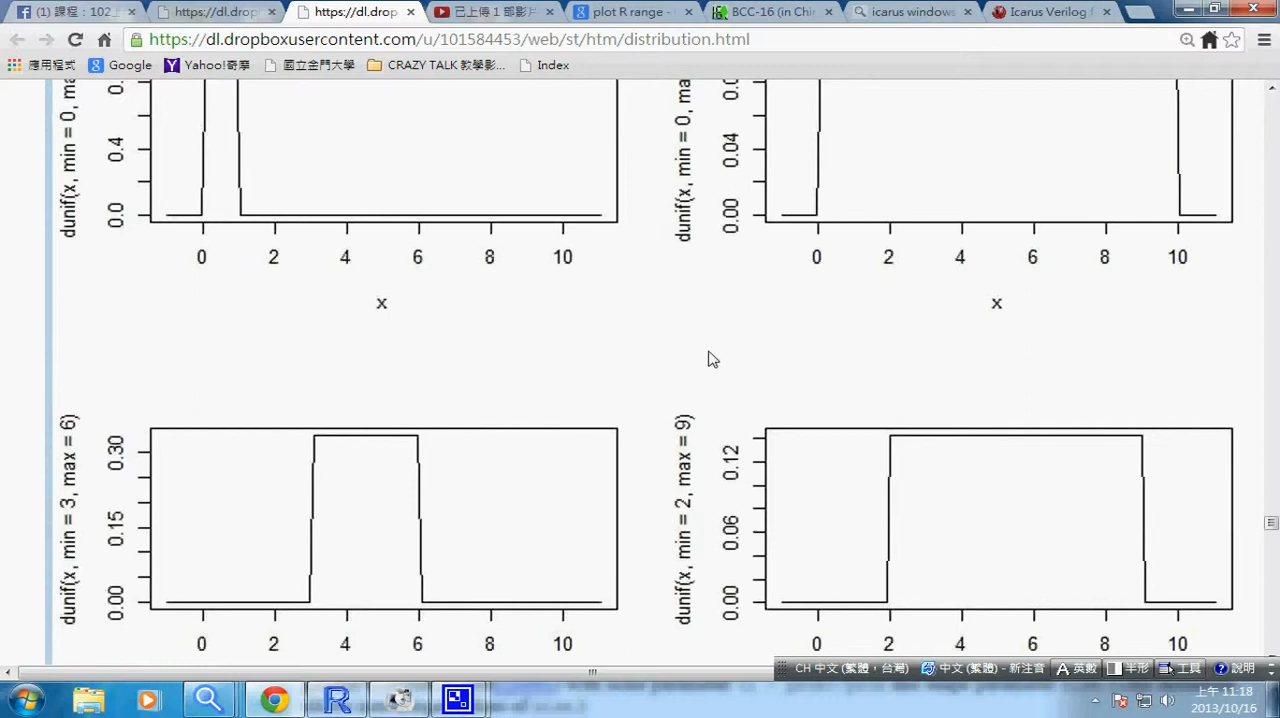 (1) 課程：102上
https://dl.drop
https://dl.drop
已上傳 1 部影片
plot R range -
BCC-16 (in Chin
icarus windows
Icarus Verilog f
https://dl.dropboxusercontent.com/u/101584453/web/st/htm/distribution.html
應用程式
Google
Yahoo!奇摩
國立金門大學
CRAZY TALK 教學影...
Index
dunif(x, min = 0, ma
0.4
0.0
0 2 4 6 8 10
x
dunif(x, min = 0, ma
0.04
0.00
0 2 4 6 8 10
x
dunif(x, min = 3, max = 6)
0.30
0.15
0.00
0 2 4 6 8 10
dunif(x, min = 2, max = 9)
0.12
0.06
0.00
0 2 4 6 8 10
CH 中文 (繁體，台灣)
中文 (繁體) - 新注音
英數
半形
工具
說明
上午 11:18
2013/10/16